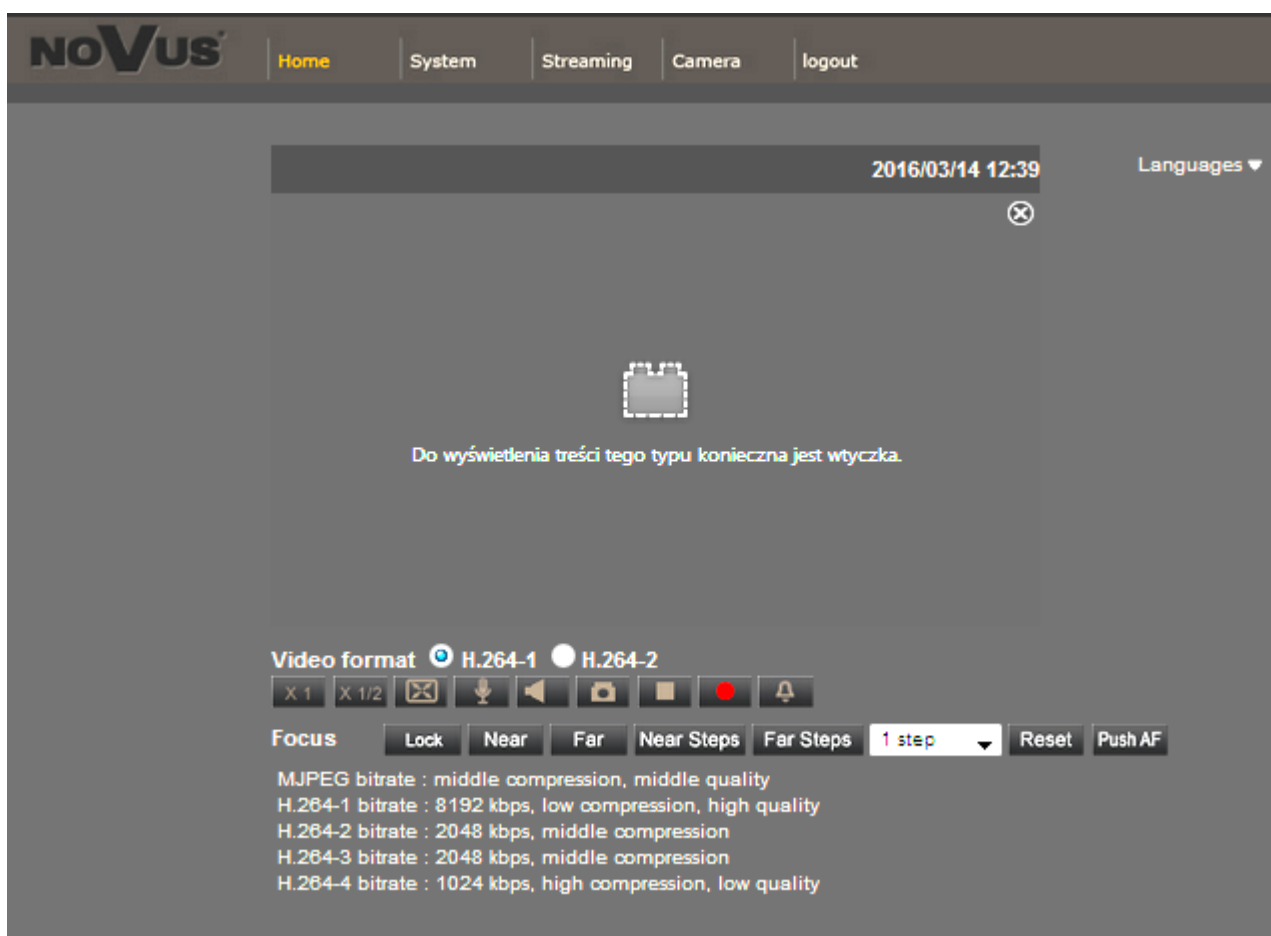 NOVUS
Home System Streaming Camera logout
2016/03/14 12:39 Languages
Do wyświetlenia treści tego typu konieczna jest wtyczka.
Video format H.264-1 H.264-2
X 1 X 1/2
Focus Lock Near Far Near Steps Far Steps 1 step Reset Push AF
MJPEG bitrate : middle compression, middle quality
H.264-1 bitrate : 8192 kbps, low compression, high quality
H.264-2 bitrate : 2048 kbps, middle compression
H.264-3 bitrate : 2048 kbps, middle compression
H.264-4 bitrate : 1024 kbps, high compression, low quality